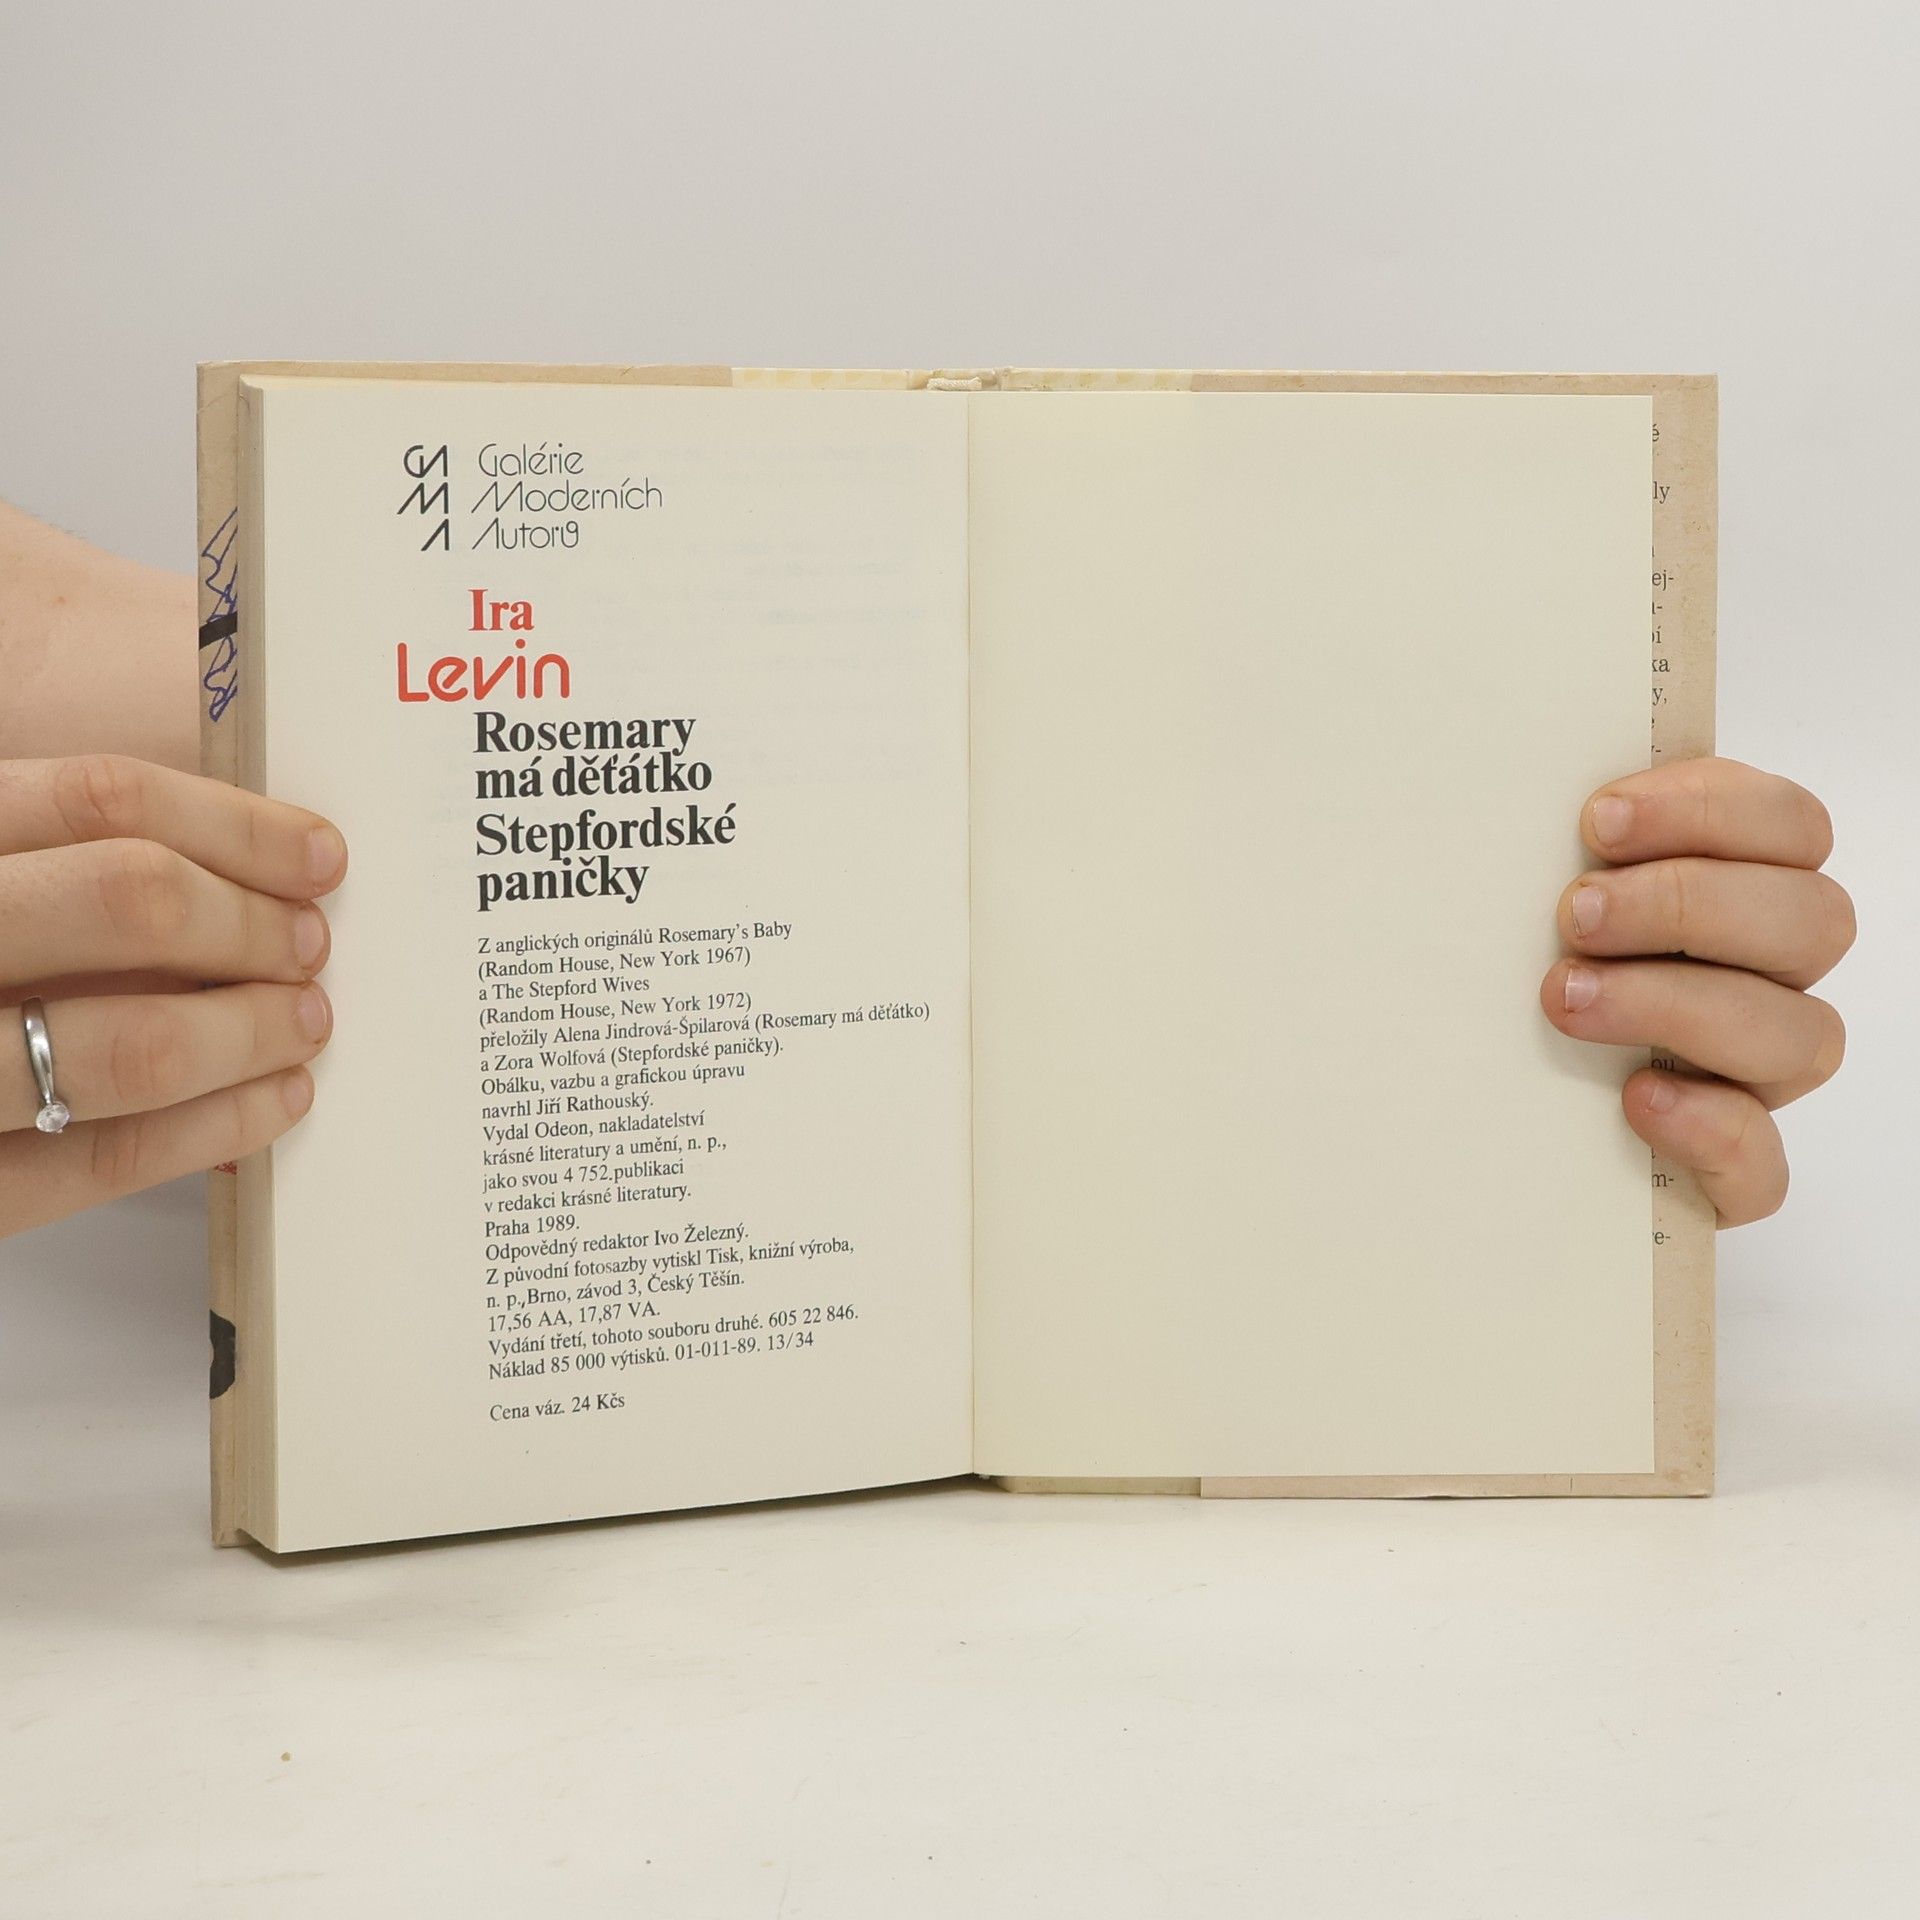 GA Galérie
M Moderních
A Autorů
Ira
Levin
Rosemary
má děťátko
Stepfordské
paničky
Z anglických originálů Rosemary's Baby
(Random House, New York 1967)
a The Stepford Wives
(Random House, New York 1972)
přeložily Alena Jindrová-Špilarová (Rosemary má děťátko)
a Zora Wolfová (Stepfordské paničky).
Obálku, vazbu a grafickou úpravu
navrhl Jiří Rathouský.
Vydal Odeon, nakladatelství
krásné literatury a umění, n. p.,
jako svou 4 752.publikaci
v redakci krásné literatury.
Praha 1989.
Odpovědný redaktor Ivo Železný.
Z původní fotosazby vytiskl Tisk, knižní výroba,
n. p.,Brno, závod 3, Český Těšín.
17,56 AA, 17,87 VA.
Vydání třetí, tohoto souboru druhé. 605 22 846.
Náklad 85 000 výtisků. 01-011-89. 13/34
Cena váz. 24 Kčs